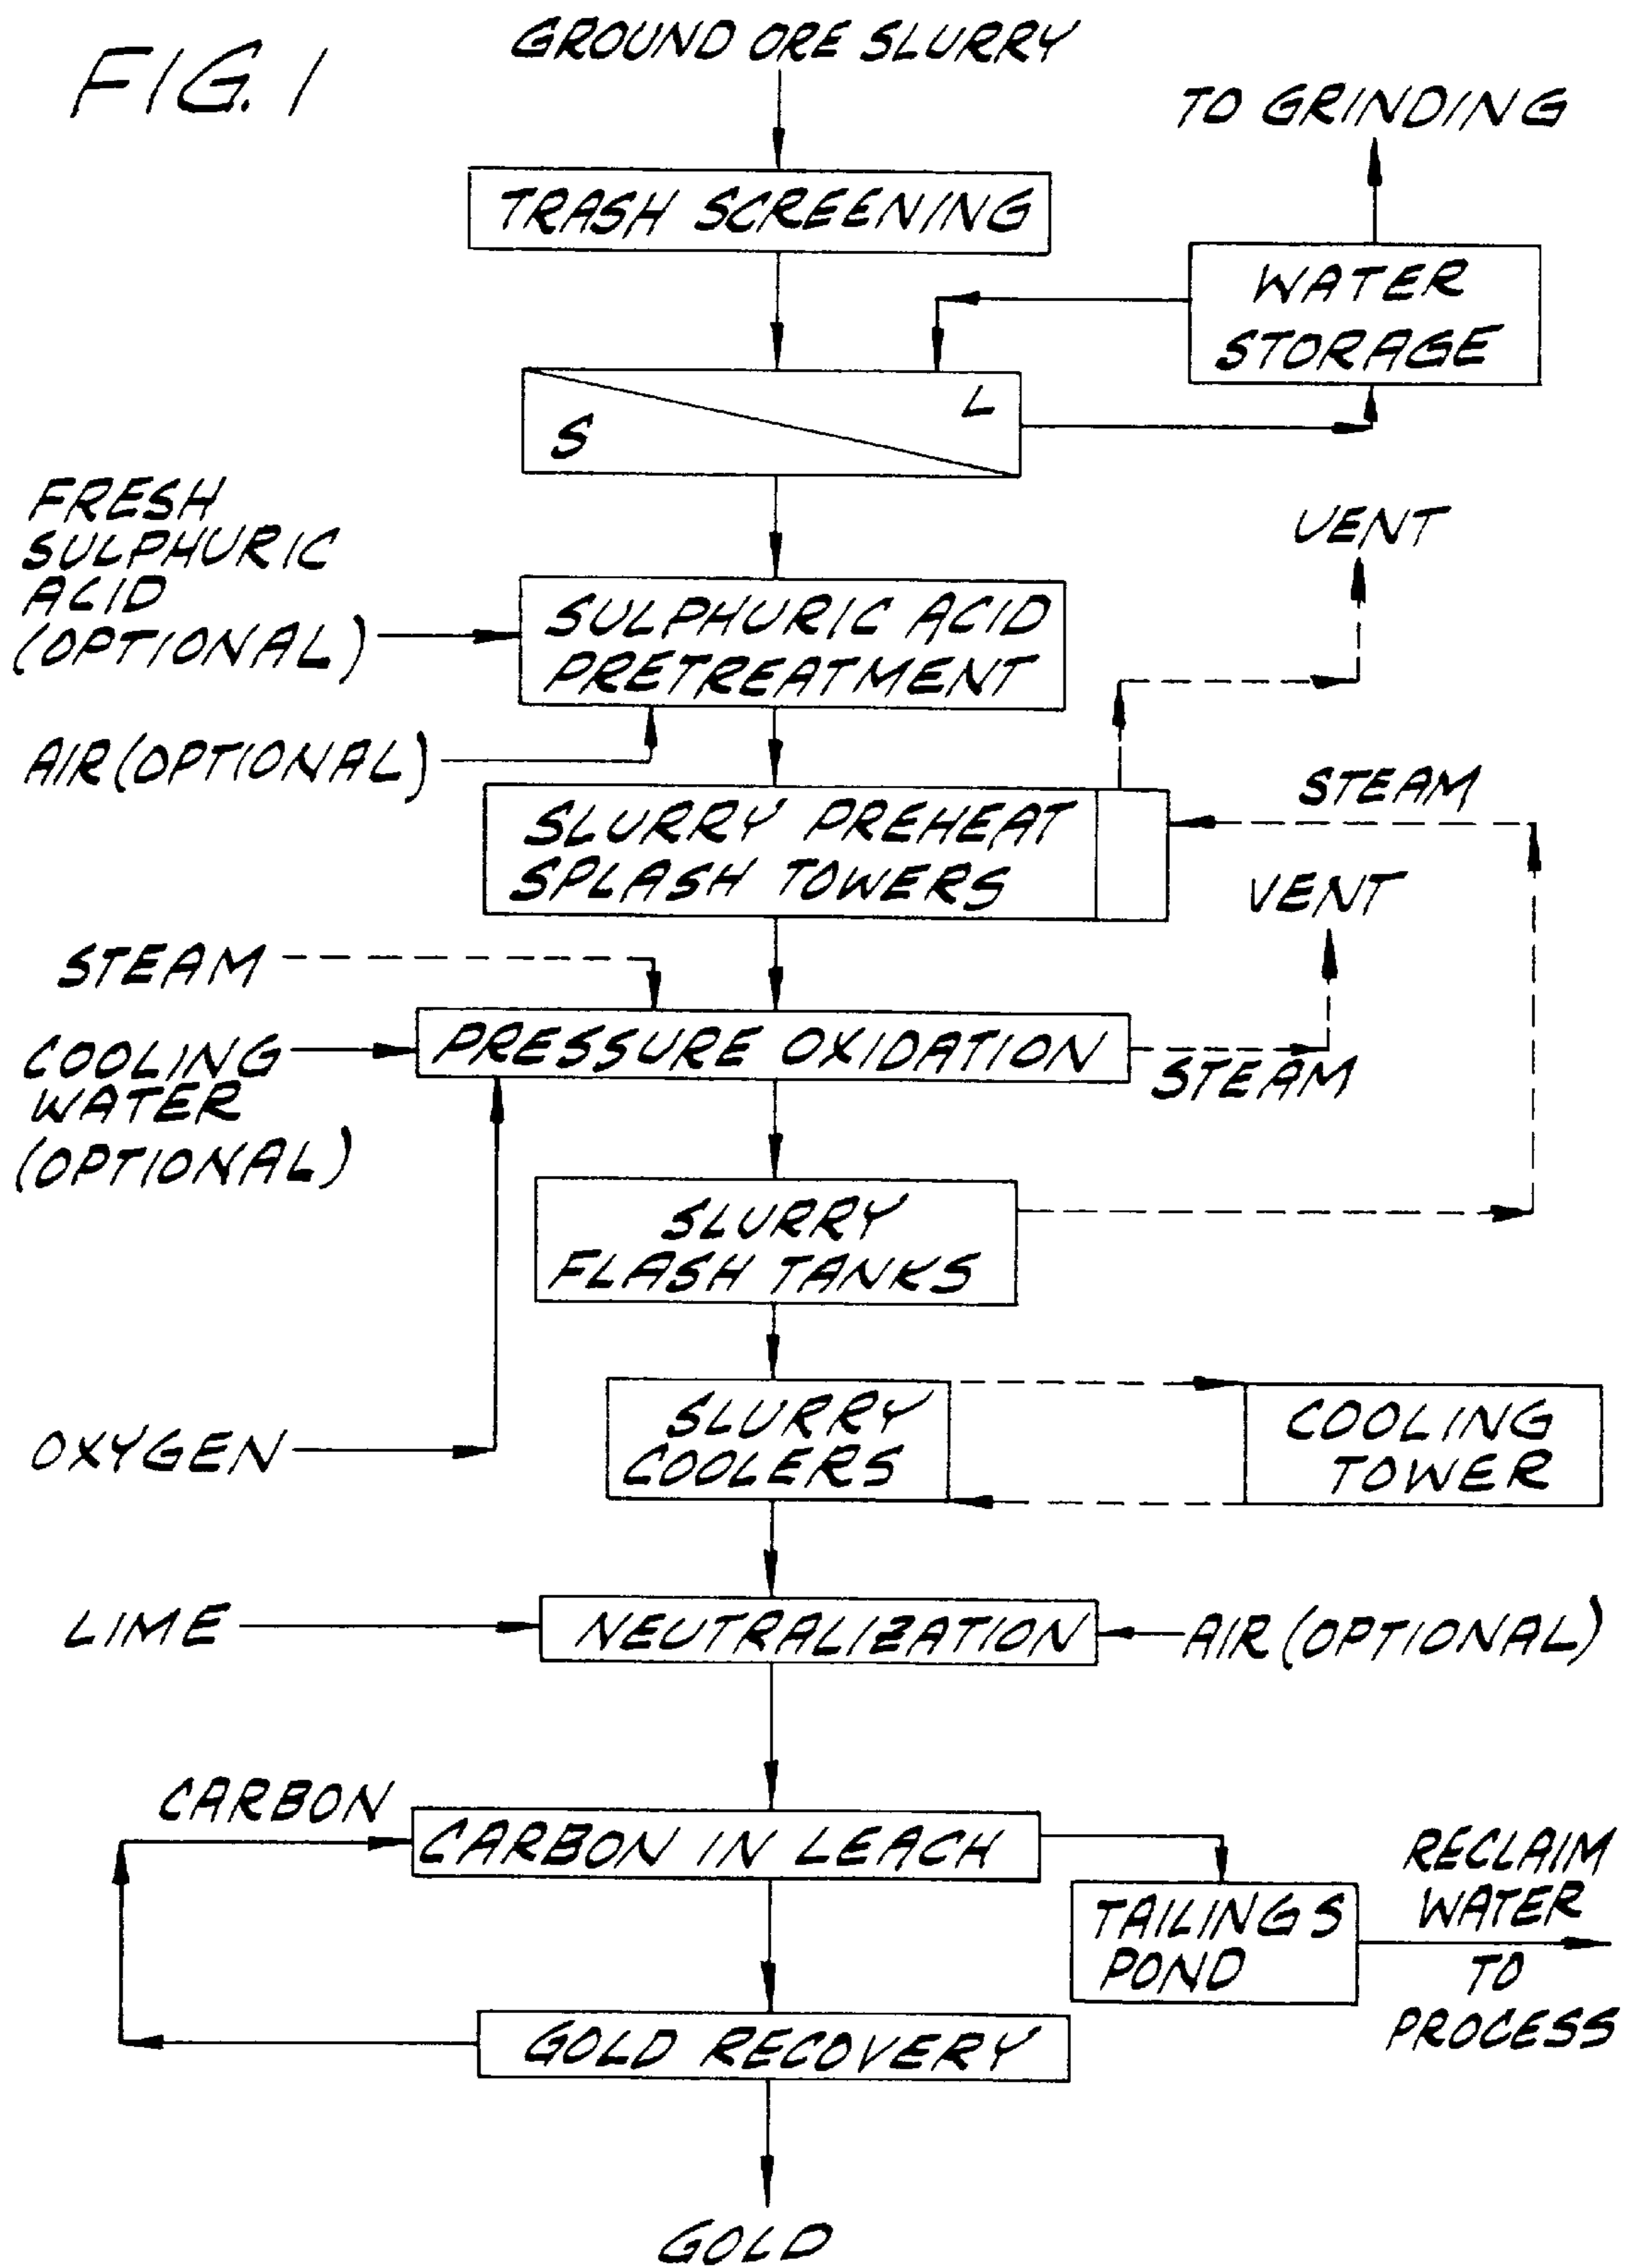 FIG. 1
GROUND ORE SLURRY
TO GRINDING
TRASH SCREENING
WATER
STORAGE
L
S
FRESH
SULPHURIC
ACID
(OPTIONAL)
VENT
SULPHURIC ACID
PRETREATMENT
AIR (OPTIONAL)
STEAM
SLURRY PREHEAT
SPLASH TOWERS
VENT
STEAM
COOLING
WATER
(OPTIONAL)
PRESSURE OXIDATION
STEAM
SLURRY
FLASH TANKS
OXYGEN
SLURRY
COOLERS
COOLING
TOWER
LIME
NEUTRALIZATION
AIR (OPTIONAL)
CARBON
CARBON IN LEACH
TAILINGS
POND
RECLAIM
WATER
TO
PROCESS
GOLD RECOVERY
GOLD